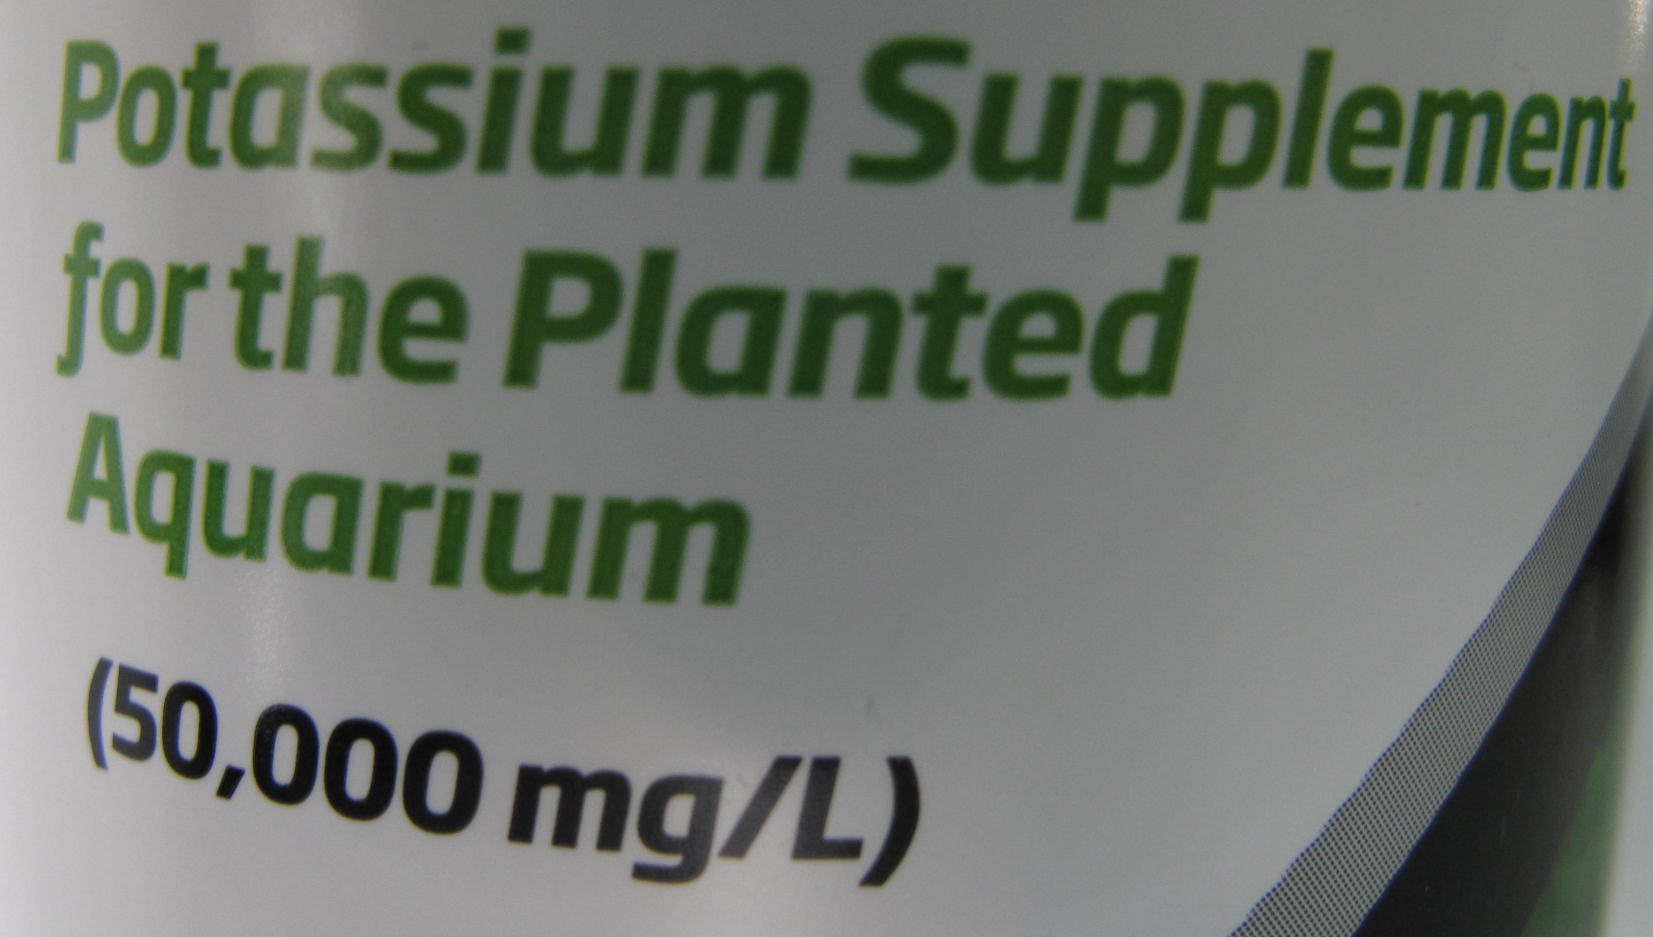 Potassium Supplement
for the Planted
Aquarium
(50,000 mg/L)